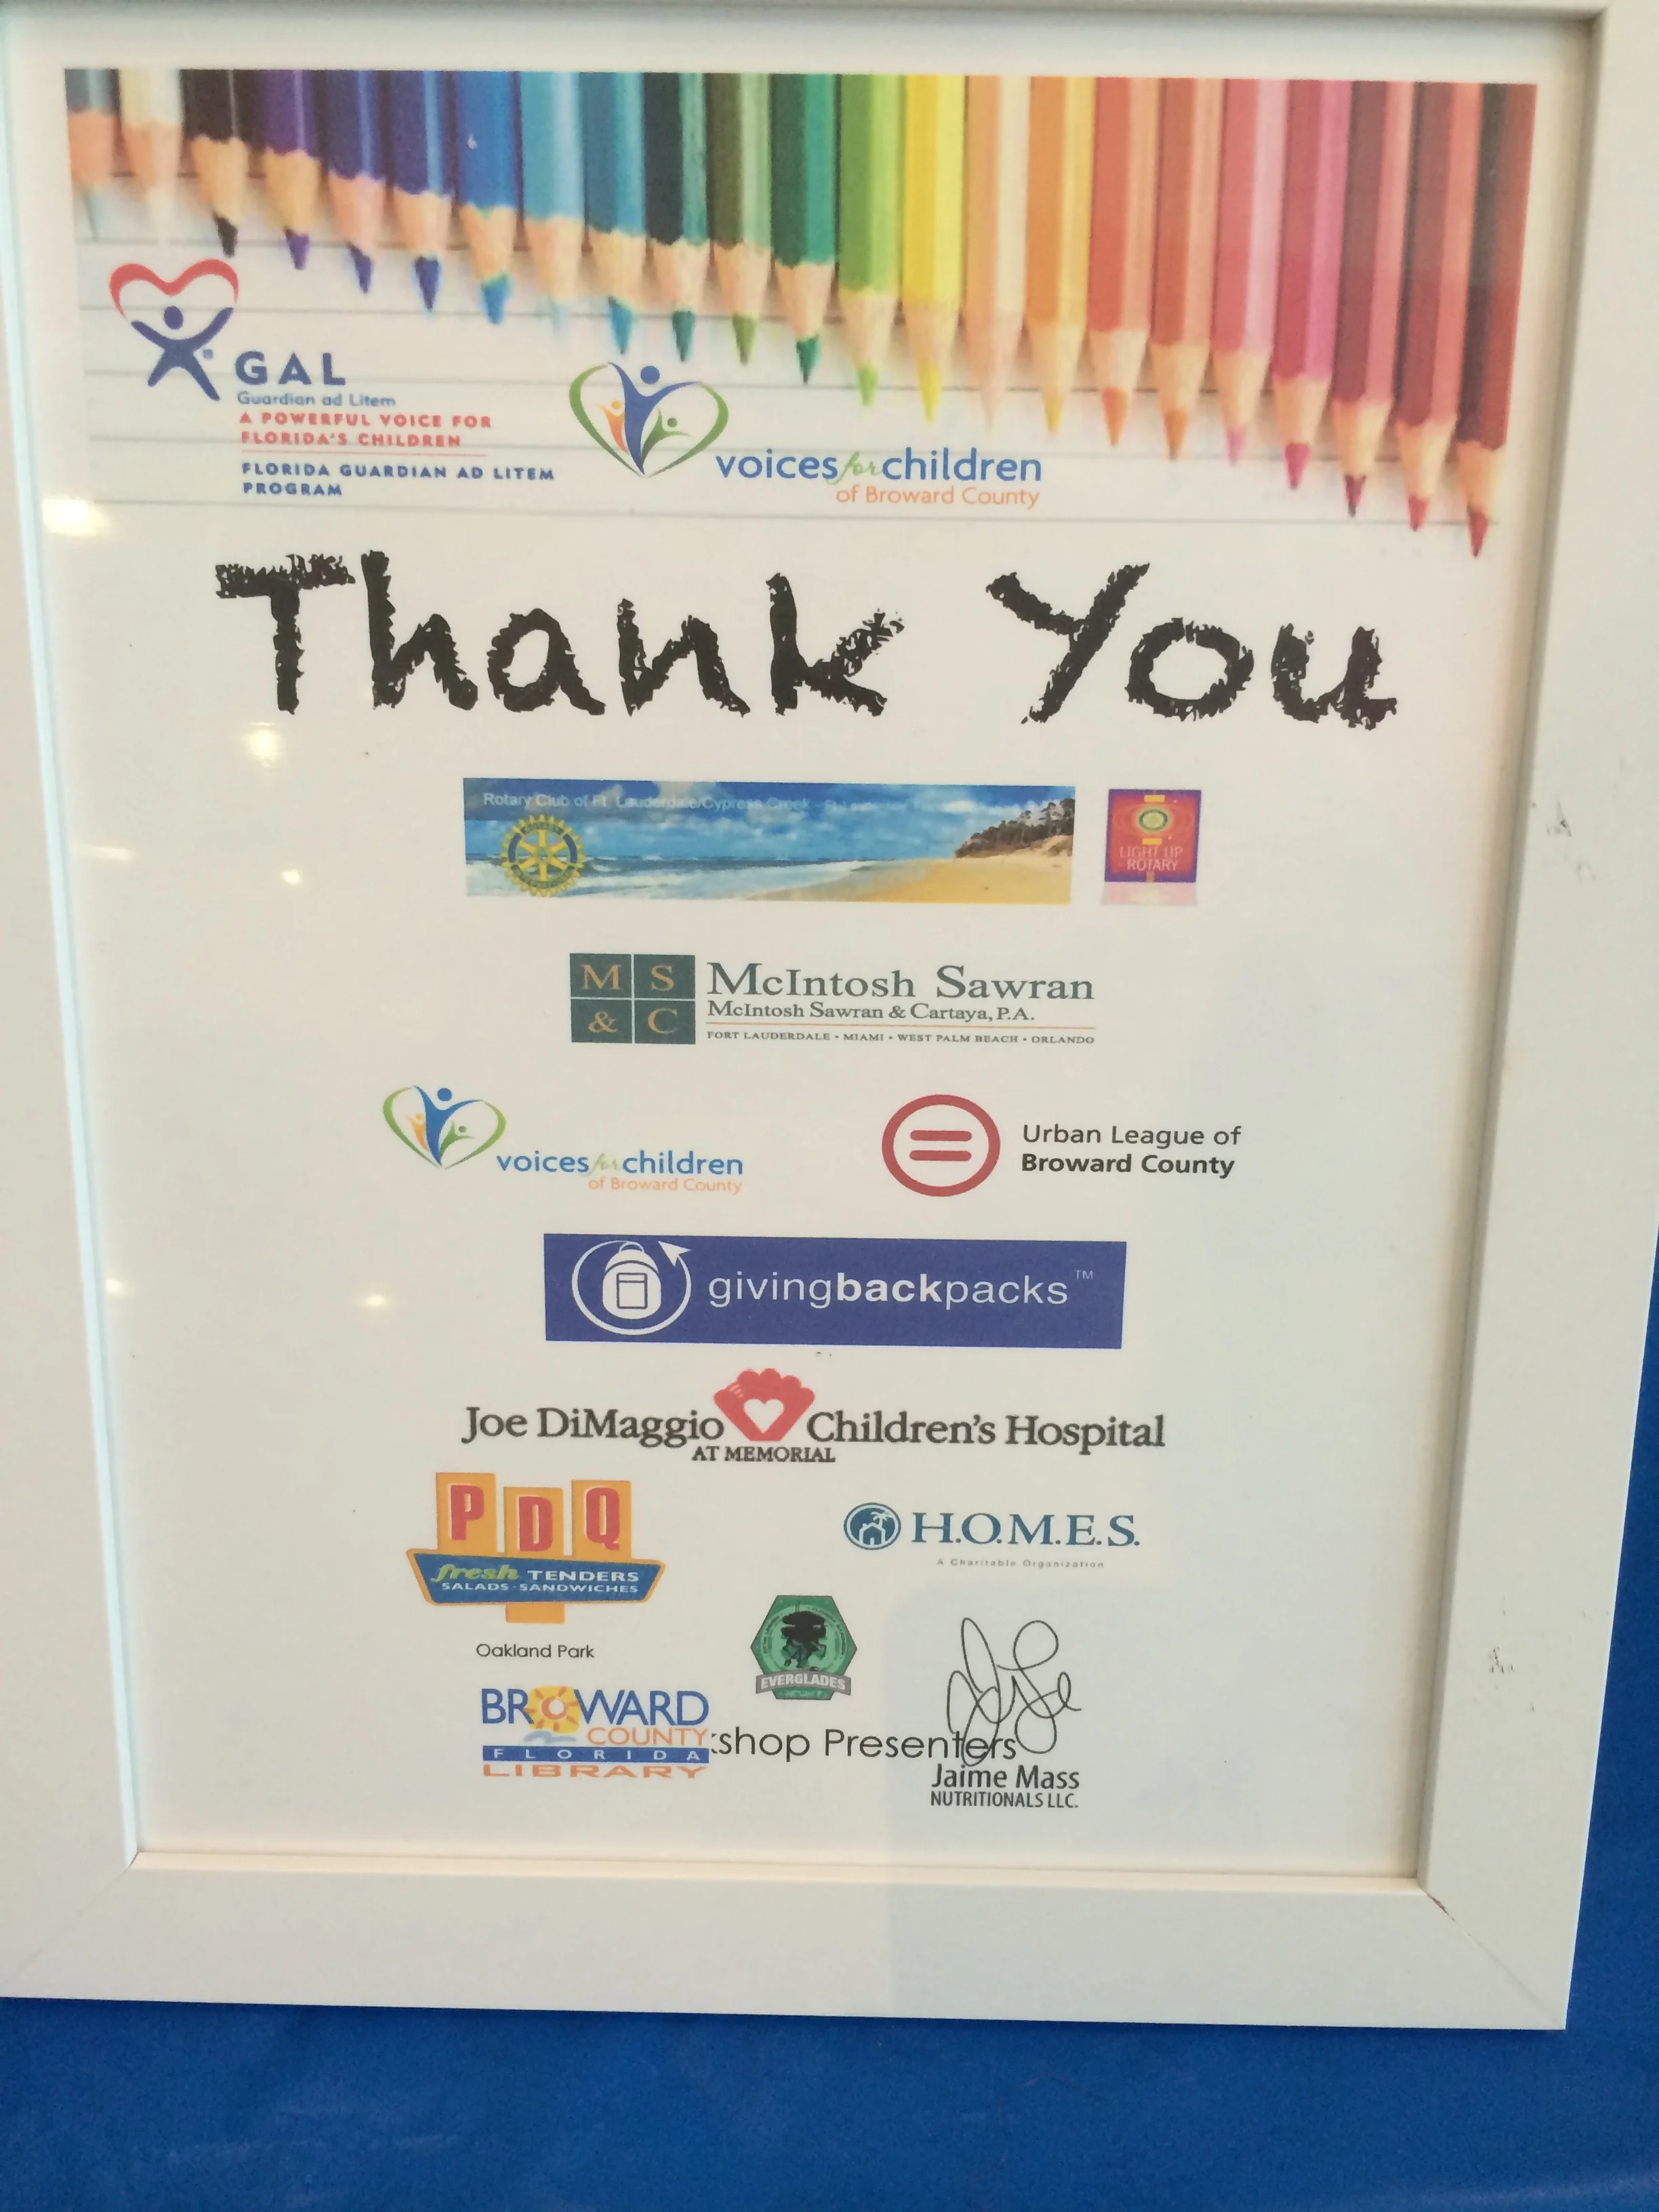 GAL
Guardian ad Litem
A POWERFUL VOICE FOR
FLORIDA'S CHILDREN
FLORIDA GUARDIAN AD LITEM
PROGRAM
voices for children
of Broward County
Thank You
Rotary Club of Ft. Lauderdale/Cypress Creek
LIGHT UP
ROTARY
M S
& C
McIntosh Sawran
McIntosh Sawran & Cartaya, P.A.
FORT LAUDERDALE • MIAMI • WEST PALM BEACH • ORLANDO
voices for children
of Broward County
Urban League of
Broward County
givingbackpacks™
Joe DiMaggio Children's Hospital
AT MEMORIAL
PDQ
fresh TENDERS
SALADS · SANDWICHES
Oakland Park
H.O.M.E.S.
A Charitable Organization
EVERGLADES
BROWARD
COUNTY
FLORIDA
LIBRARY
shop Presenters
Jaime Mass
NUTRITIONALS LLC.